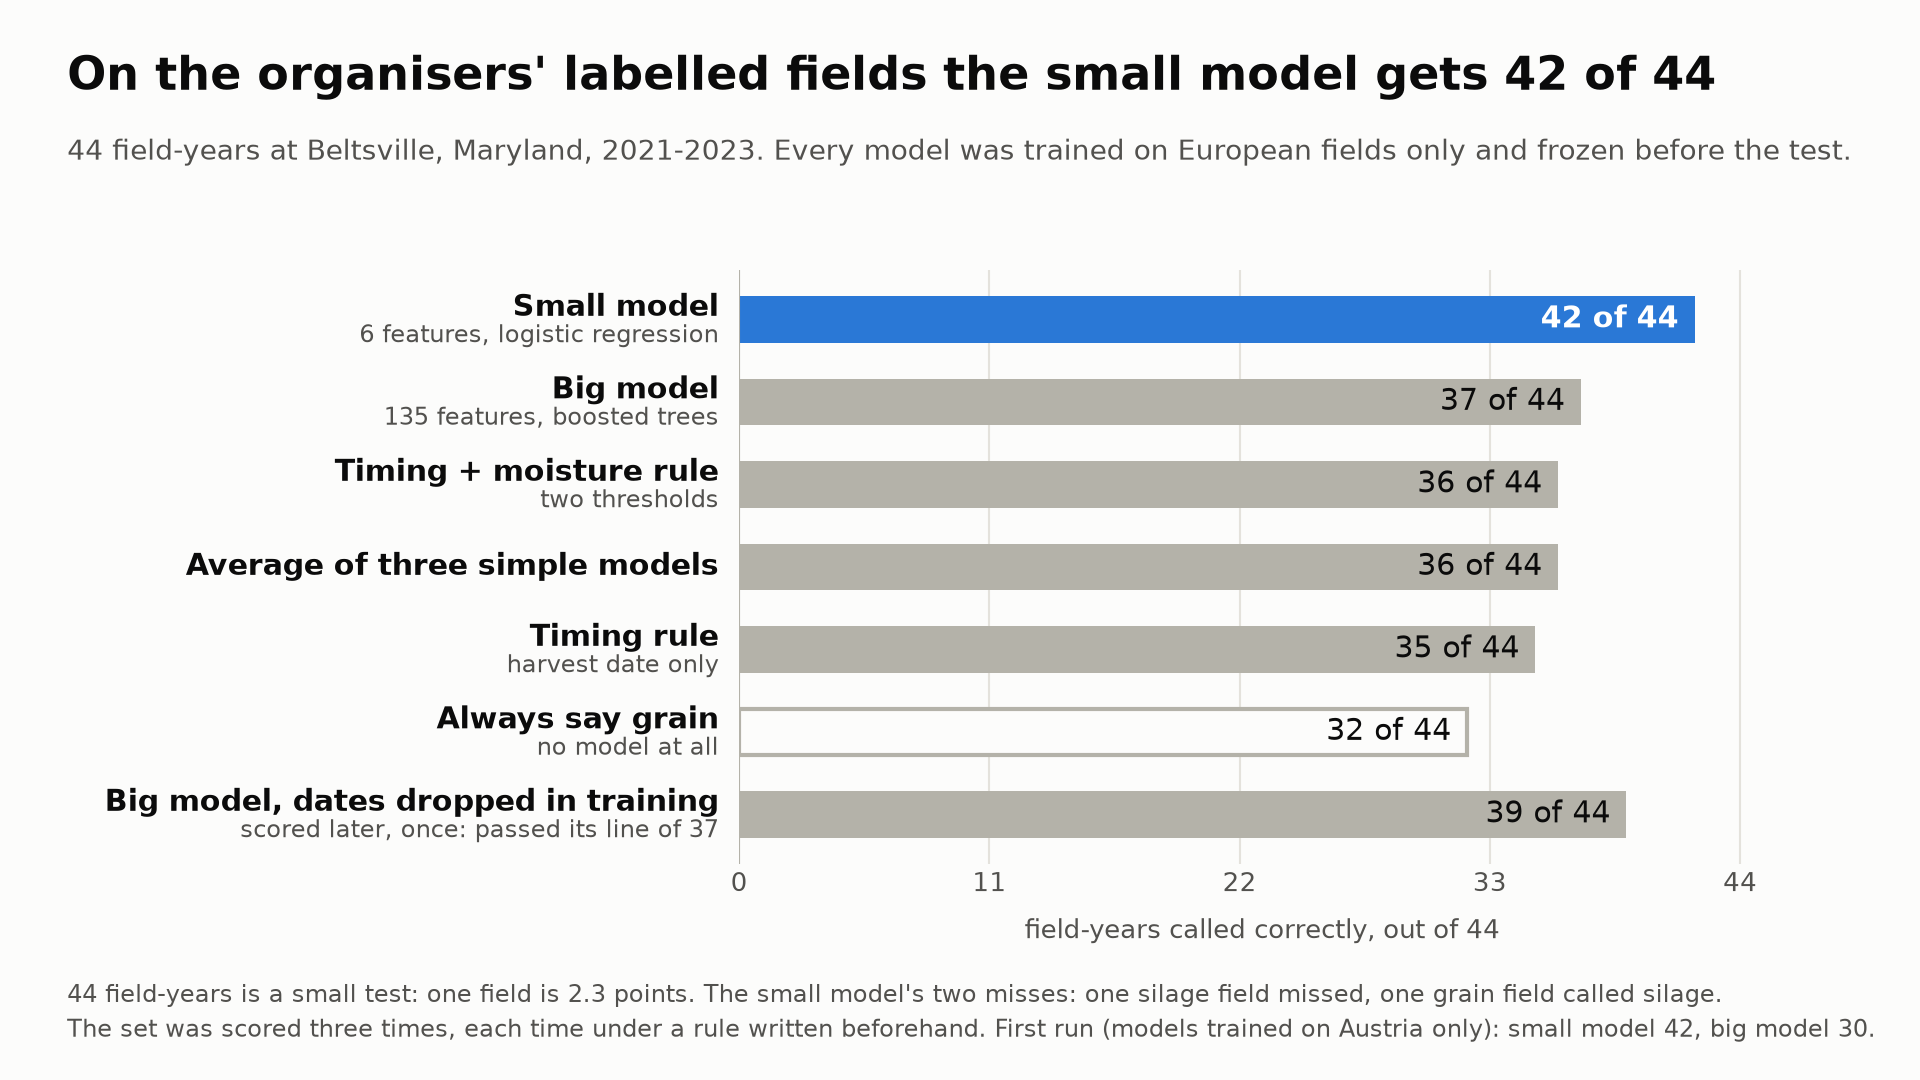 On the organisers' labelled fields the small model gets 42 of 44
44 field-years at Beltsville, Maryland, 2021-2023. Every model was trained on European fields only and frozen before the test.
Small model
6 features, logistic regression
42 of 44
Big model
135 features, boosted trees
37 of 44
Timing + moisture rule
two thresholds
36 of 44
Average of three simple models
36 of 44
Timing rule
harvest date only
35 of 44
Always say grain
no model at all
32 of 44
Big model, dates dropped in training
scored later, once: passed its line of 37
39 of 44
0 11 22 33 44
field-years called correctly, out of 44
44 field-years is a small test: one field is 2.3 points. The small model's two misses: one silage field missed, one grain field called silage.
The set was scored three times, each time under a rule written beforehand. First run (models trained on Austria only): small model 42, big model 30.